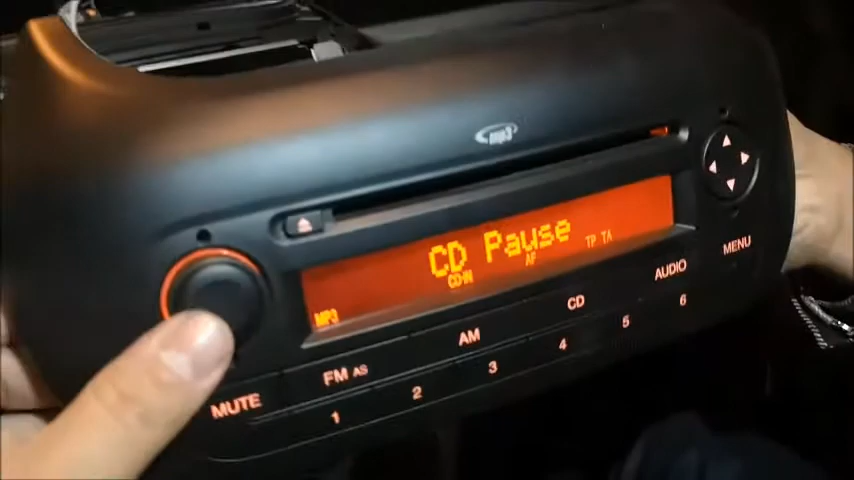 mp3
CD Pause
TP TA
AF
CD-IN
MP3
MENU
AUDIO
CD
AM
FM AS
MUTE
1 2 3 4 5 6